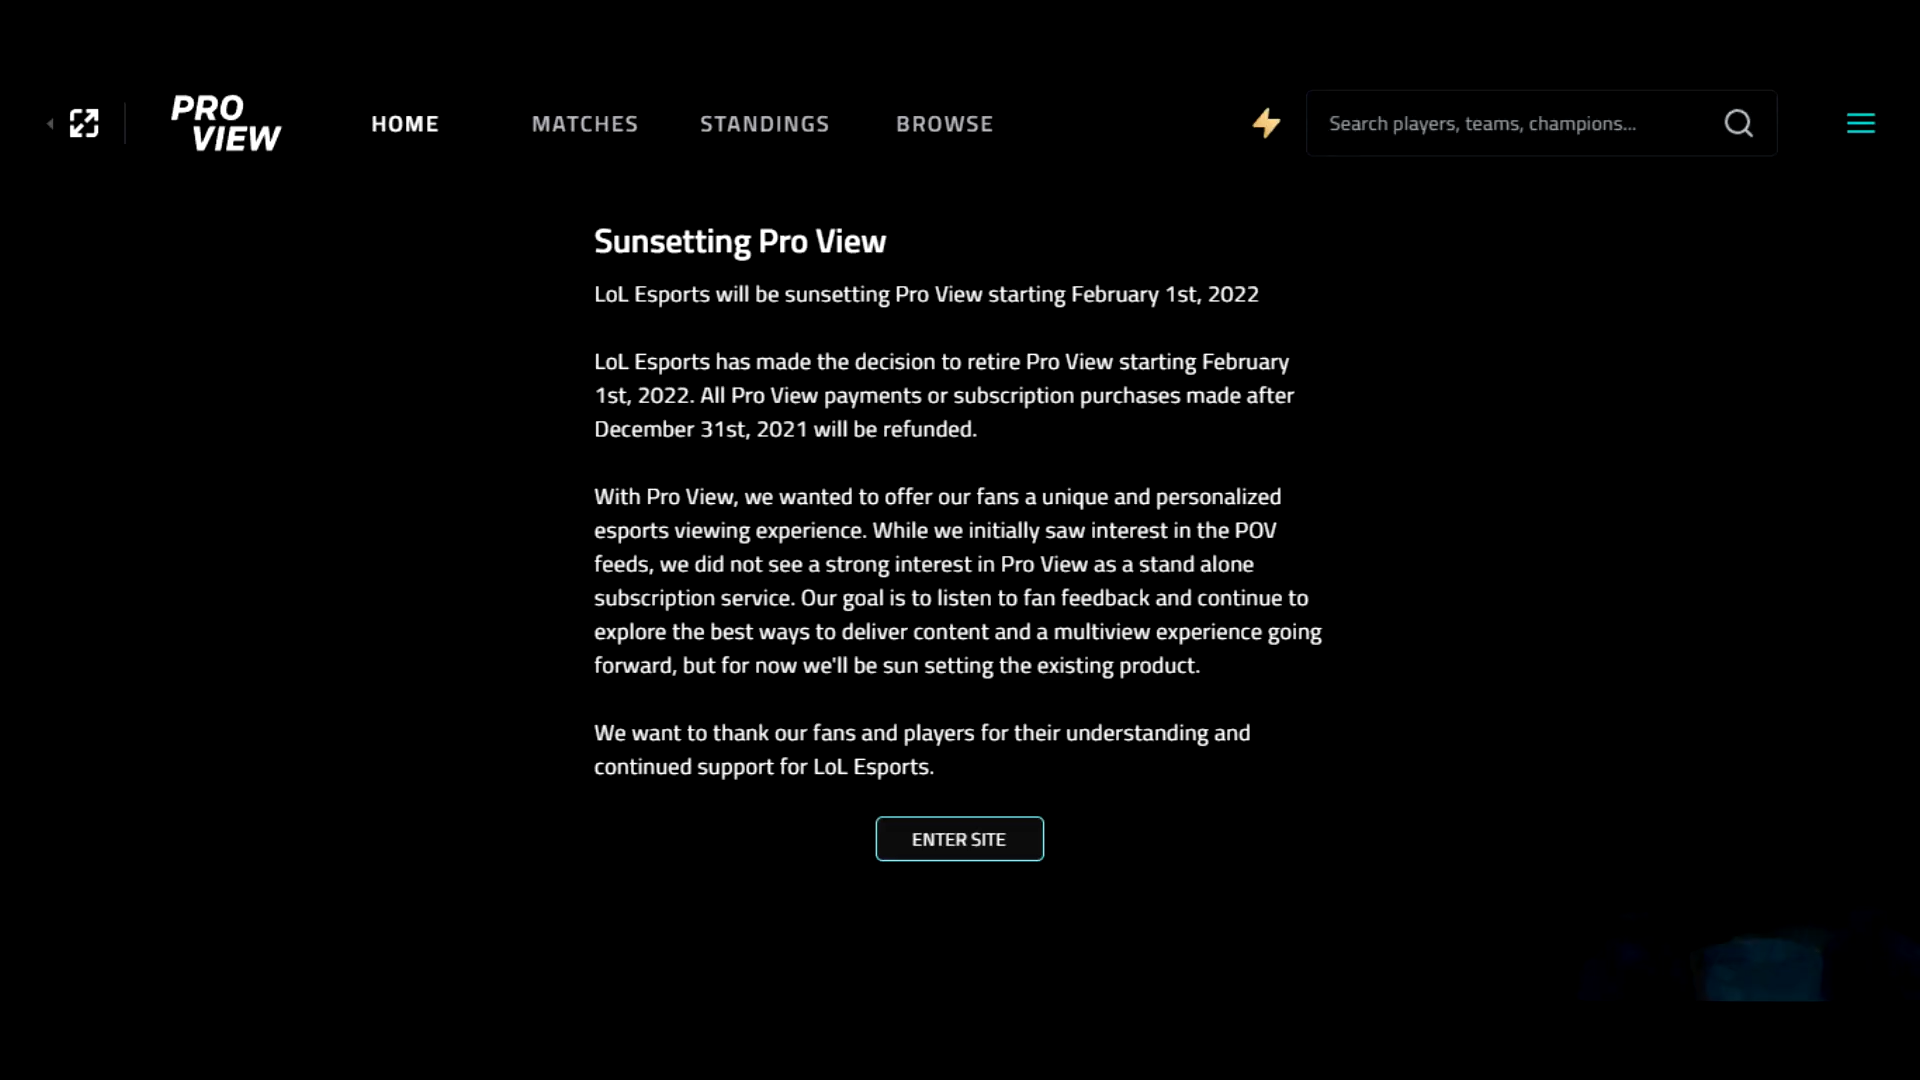 PRO
VIEW
HOME
MATCHES
STANDINGS
BROWSE
Search players, teams, champions...
Sunsetting Pro View
LoL Esports will be sunsetting Pro View starting February 1st, 2022
LoL Esports has made the decision to retire Pro View starting February
1st, 2022. All Pro View payments or subscription purchases made after
December 31st, 2021 will be refunded.
With Pro View, we wanted to offer our fans a unique and personalized
esports viewing experience. While we initially saw interest in the POV
feeds, we did not see a strong interest in Pro View as a stand alone
subscription service. Our goal is to listen to fan feedback and continue to
explore the best ways to deliver content and a multiview experience going
forward, but for now we'll be sun setting the existing product.
We want to thank our fans and players for their understanding and
continued support for LoL Esports.
ENTER SITE